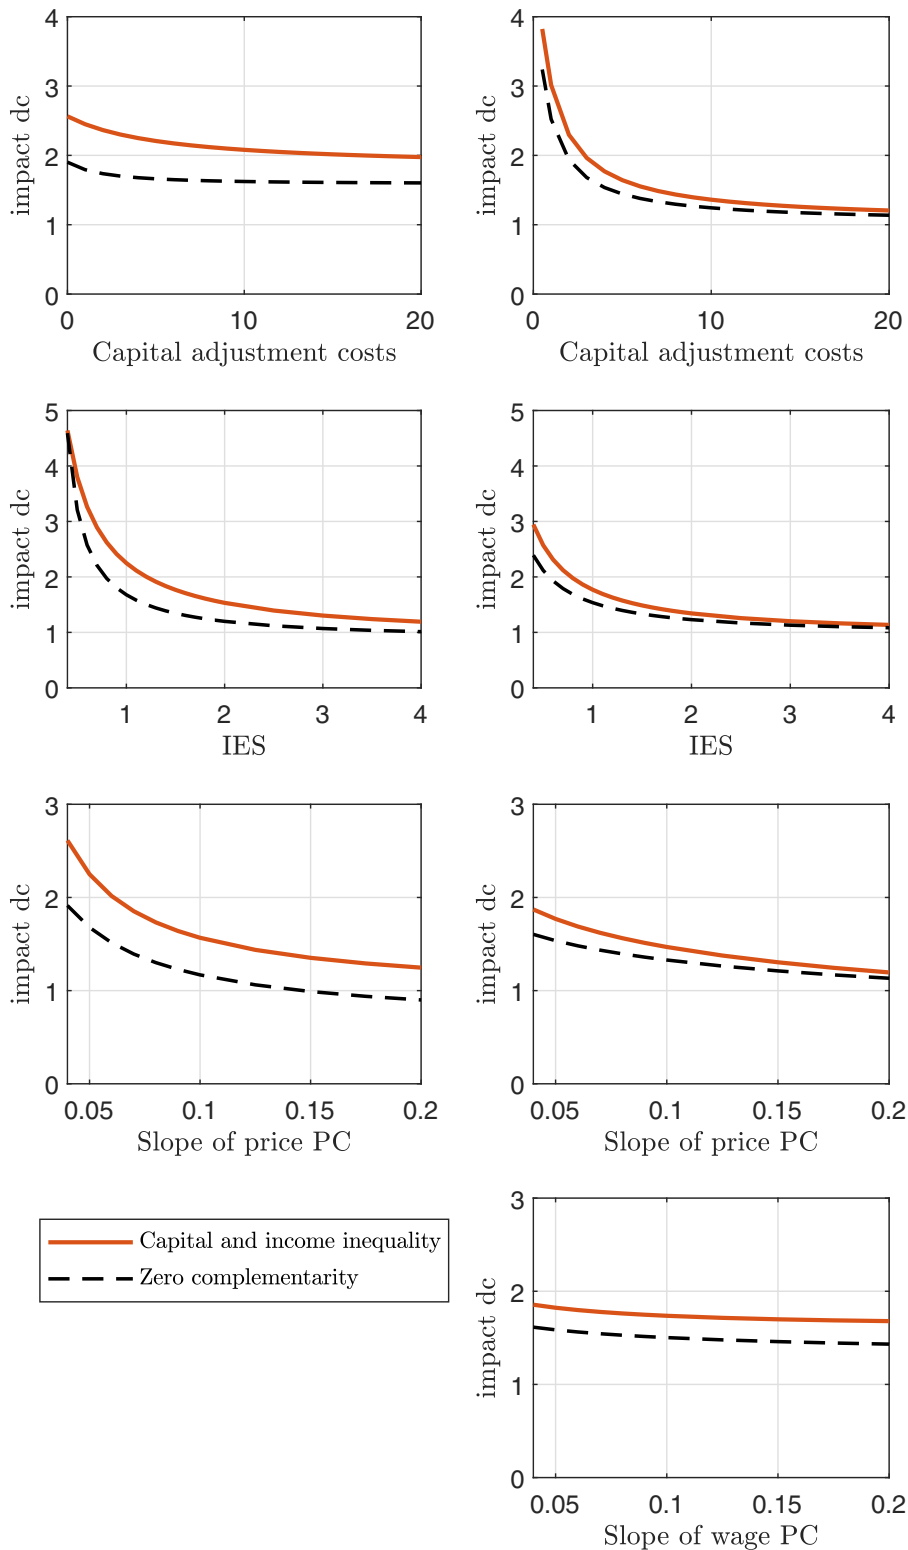 impact dc
4
3
2
1
0
0 10 20
Capital adjustment costs
impact dc
4
3
2
1
0
0 10 20
Capital adjustment costs
impact dc
5
4
3
2
1
0
1 2 3 4
IES
impact dc
5
4
3
2
1
0
1 2 3 4
IES
impact dc
3
2
1
0
0.05 0.1 0.15 0.2
Slope of price PC
impact dc
3
2
1
0
0.05 0.1 0.15 0.2
Slope of price PC
Capital and income inequality
Zero complementarity
impact dc
3
2
1
0
0.05 0.1 0.15 0.2
Slope of wage PC